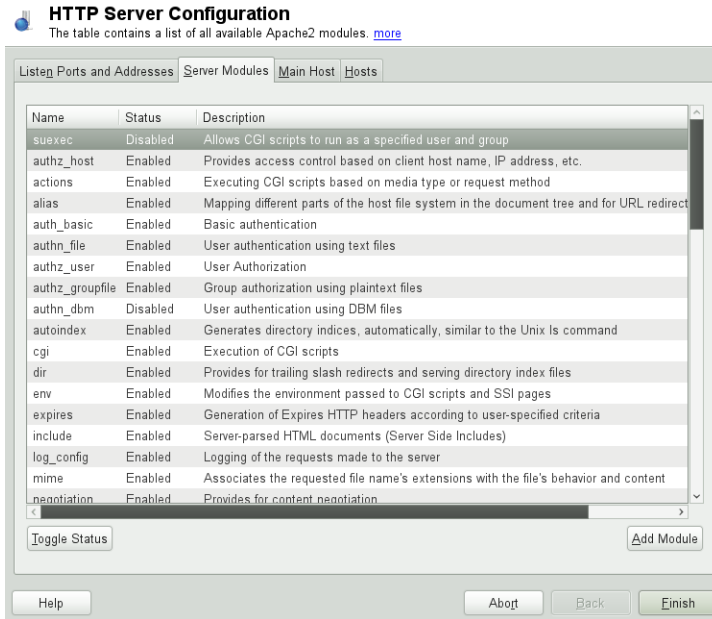 HTTP Server Configuration
The table contains a list of all available Apache2 modules. more
Listen Ports and Addresses Server Modules Main Host Hosts
Name Status Description
suexec Disabled Allows CGI scripts to run as a specified user and group
authz_host Enabled Provides access control based on client host name, IP address, etc.
actions Enabled Executing CGI scripts based on media type or request method
alias Enabled Mapping different parts of the host file system in the document tree and for URL redirect
auth_basic Enabled Basic authentication
authn_file Enabled User authentication using text files
authz_user Enabled User Authorization
authz_groupfile Enabled Group authorization using plaintext files
authn_dbm Disabled User authentication using DBM files
autoindex Enabled Generates directory indices, automatically, similar to the Unix ls command
cgi Enabled Execution of CGI scripts
dir Enabled Provides for trailing slash redirects and serving directory index files
env Enabled Modifies the environment passed to CGI scripts and SSI pages
expires Enabled Generation of Expires HTTP headers according to user-specified criteria
include Enabled Server-parsed HTML documents (Server Side Includes)
log_config Enabled Logging of the requests made to the server
mime Enabled Associates the requested file name's extensions with the file's behavior and content
negotiation Enabled Provides for content negotiation
Toggle Status Add Module
Help Abort Back Finish